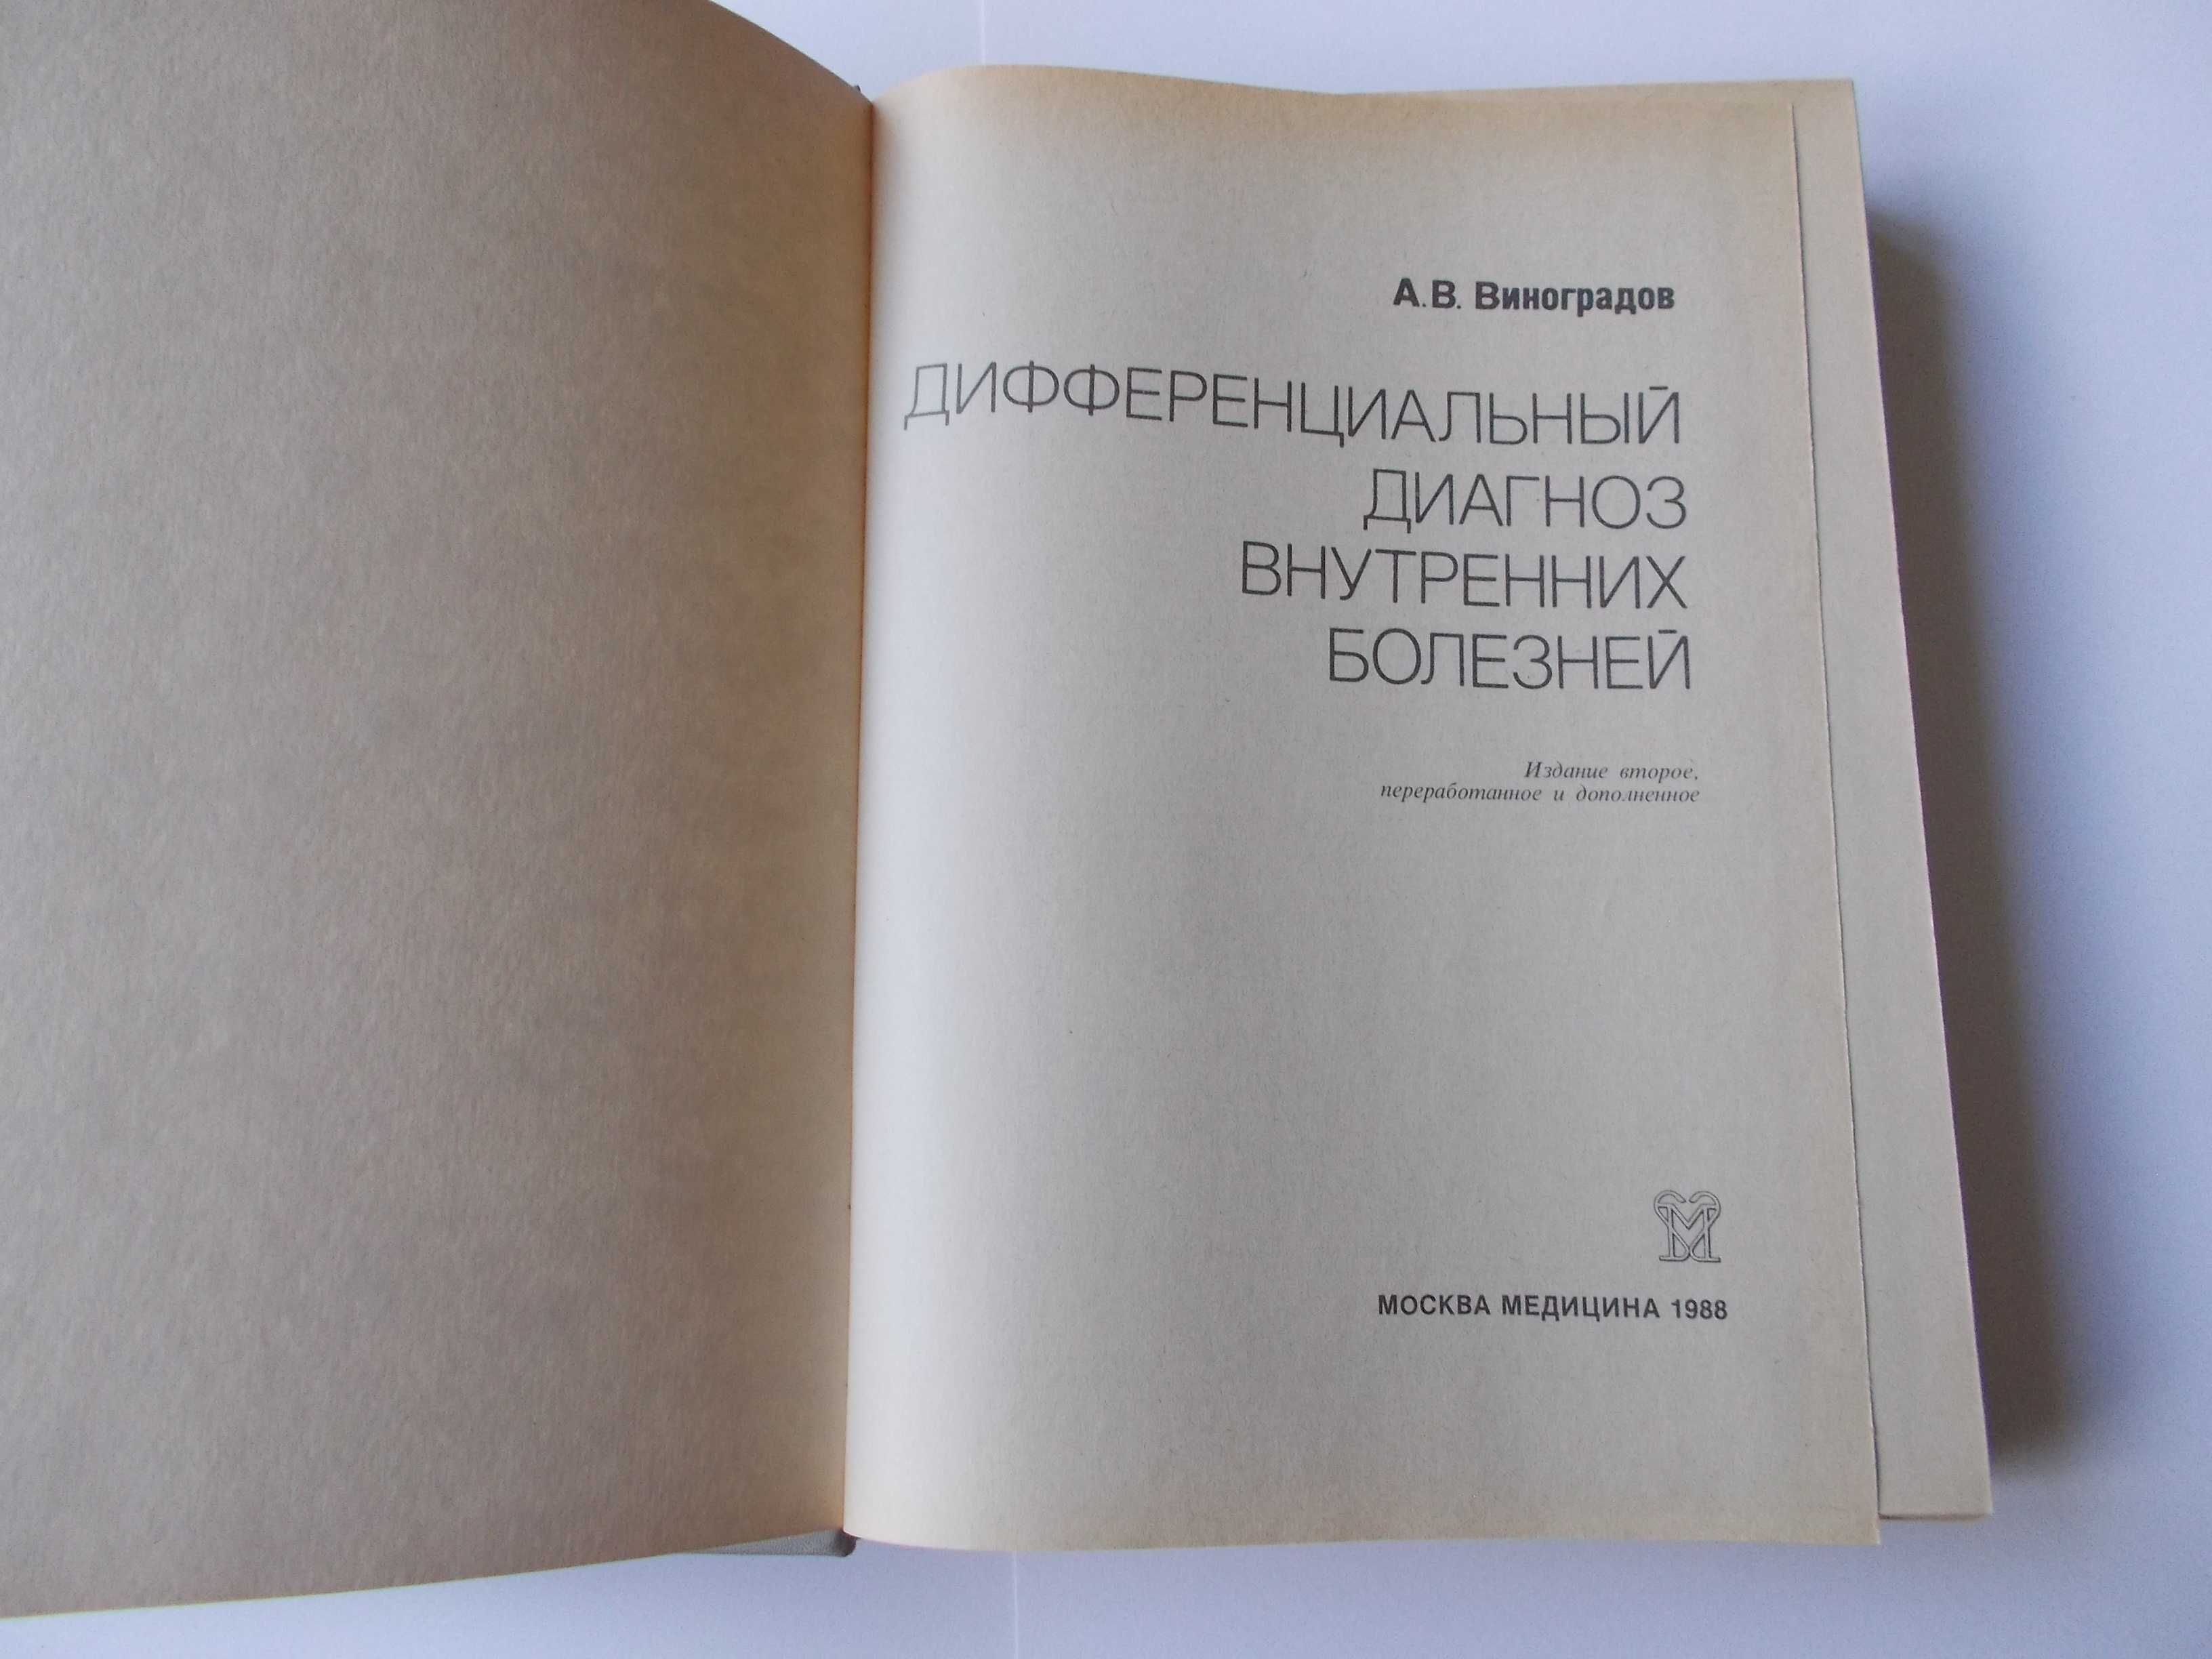 А.В. Виноградов
ДИФФЕРЕНЦИАЛЬНЫЙ
ДИАГНОЗ
ВНУТРЕННИХ
БОЛЕЗНЕЙ
Издание второе,
переработанное и дополненное
МОСКВА МЕДИЦИНА 1988